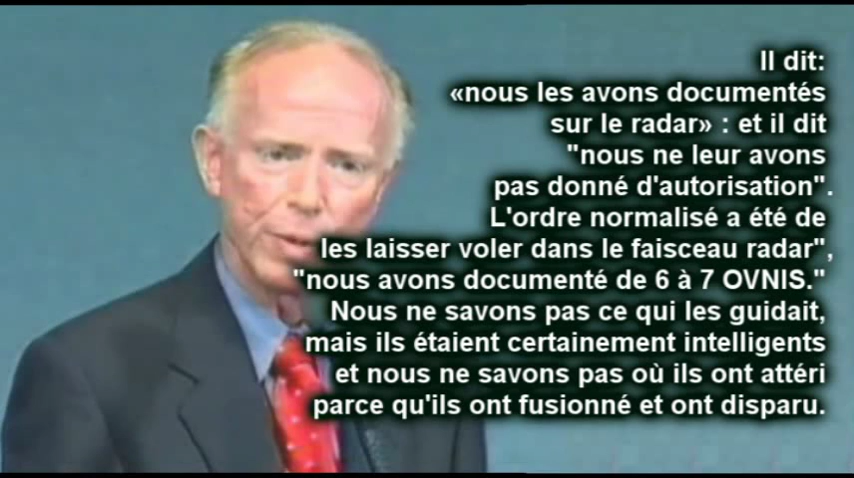 Il dit:
«nous les avons documentés
sur le radar» : et il dit
"nous ne leur avons
pas donné d'autorisation".
L'ordre normalisé a été de
les laisser voler dans le faisceau radar",
"nous avons documenté de 6 à 7 OVNIS."
Nous ne savons pas ce qui les guidait,
mais ils étaient certainement intelligents
et nous ne savons pas où ils ont attéri
parce qu'ils ont fusionné et ont disparu.